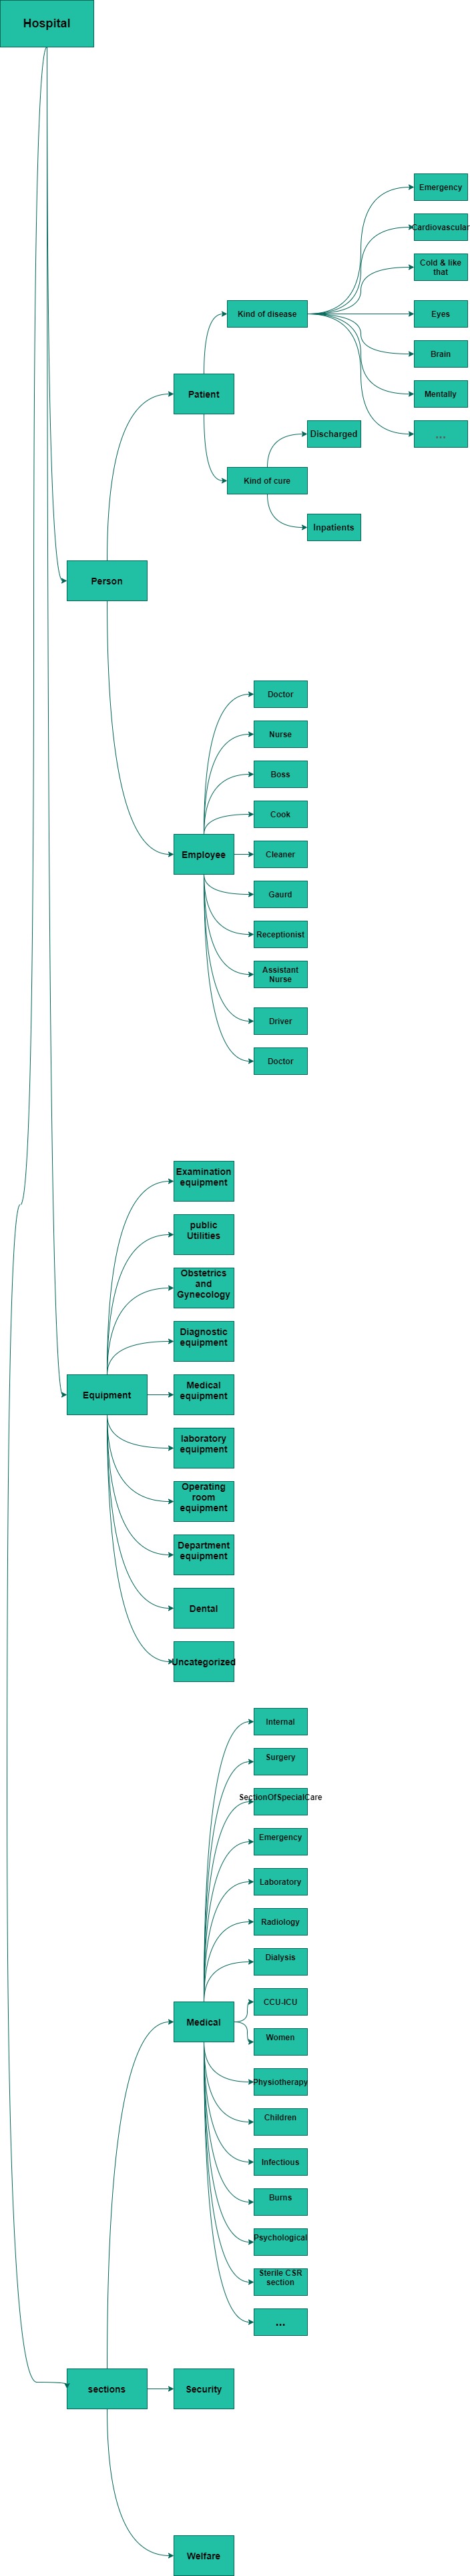 Emergency
Cardiovascular
Cold & like
that
Eyes
Brain
Mentally
...
Discharged
Inpatients
Kind of disease
Kind of cure
Doctor
Nurse
Boss
Cook
Cleaner
Gaurd
Receptionist
Assistant
Nurse
Driver
Doctor
Internal
Surgery
SectionOfSpecialCare
Emergency
Laboratory
Radiology
Dialysis
CCU-ICU
Women
Physiotherapy
Children
Infectious
Burns
Psychological
Sterile CSR
section
...
Patient
Employee
Examination
equipment
public
Utilities
Obstetrics
and
Gynecology
Diagnostic
equipment
Medical
equipment
laboratory
equipment
Operating
room
equipment
Department
equipment
Dental
Uncategorized
Medical
Security
Welfare
Person
Equipment
sections
Hospital